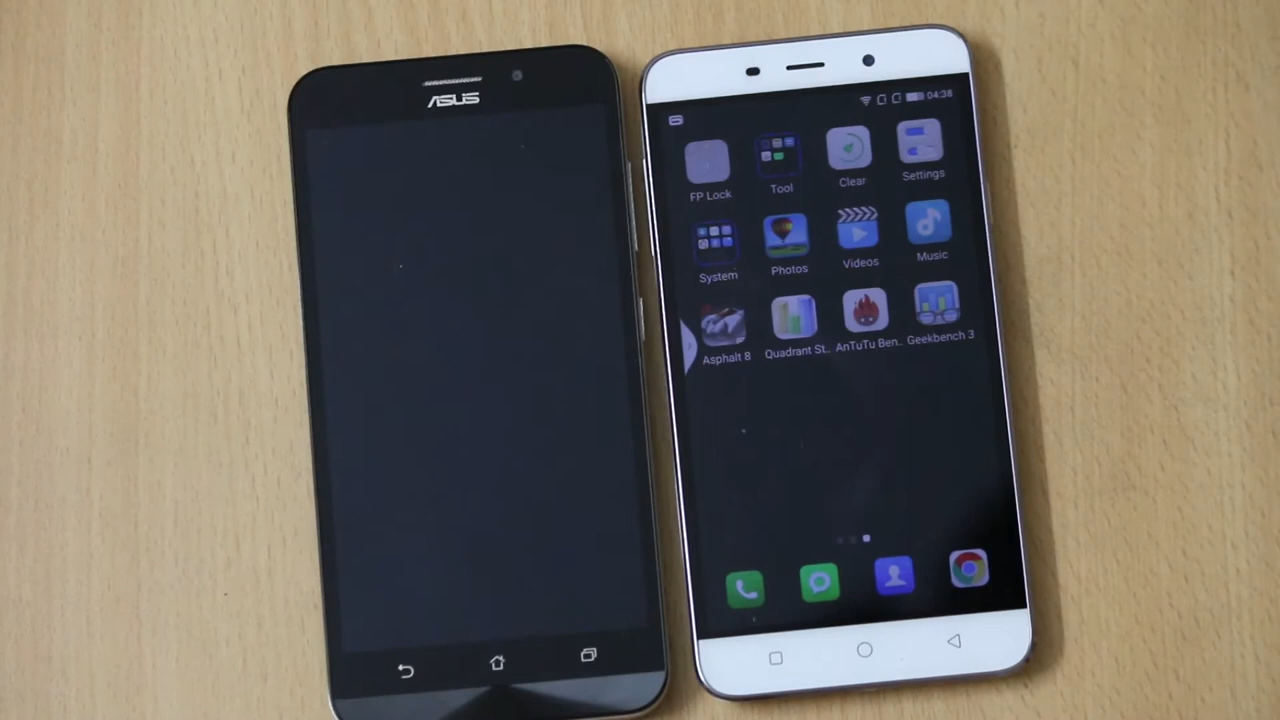 ASUS
04:38
FP Lock
Tool
Clear
Settings
System
Photos
Videos
Music
Asphalt 8
Quadrant St..
AnTuTu Ben..
Geekbench 3